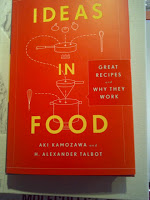 IDEAS
IN
FOOD
GREAT
RECIPES
and
WHY THEY
WORK
AKI KAMOZAWA and
H. ALEXANDER TALBOT